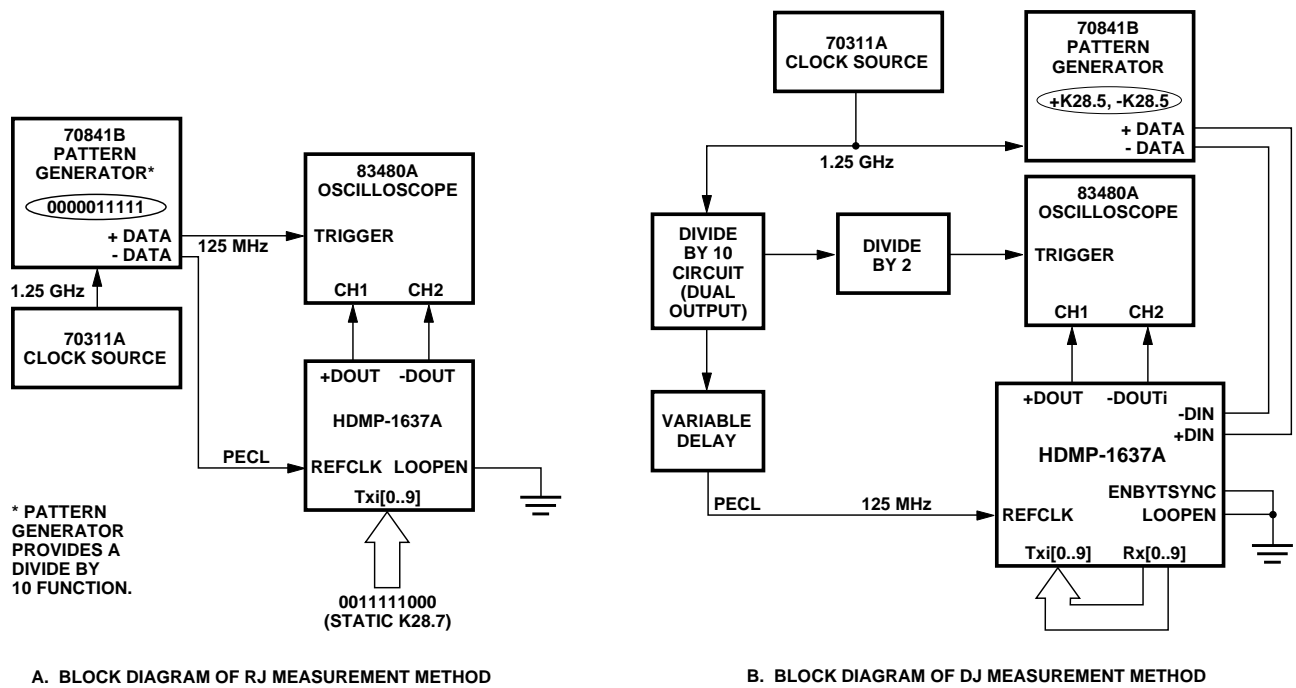 70841B
PATTERN
GENERATOR*
0000011111
+ DATA
- DATA
1.25 GHz
70311A
CLOCK SOURCE
125 MHz
83480A
OSCILLOSCOPE
TRIGGER
CH1 CH2
+DOUT -DOUT
HDMP-1637A
PECL
REFCLK LOOPEN
Txi[0..9]
0011111000
(STATIC K28.7)
* PATTERN
GENERATOR
PROVIDES A
DIVIDE BY
10 FUNCTION.
A. BLOCK DIAGRAM OF RJ MEASUREMENT METHOD
70311A
CLOCK SOURCE
70841B
PATTERN
GENERATOR
+K28.5, -K28.5
+ DATA
- DATA
1.25 GHz
DIVIDE
BY 10
CIRCUIT
(DUAL
OUTPUT)
DIVIDE
BY 2
83480A
OSCILLOSCOPE
TRIGGER
CH1 CH2
VARIABLE
DELAY
PECL 125 MHz
+DOUT -DOUTi
-DIN
+DIN
HDMP-1637A
ENBYTSYNC
REFCLK LOOPEN
Txi[0..9] Rx[0..9]
B. BLOCK DIAGRAM OF DJ MEASUREMENT METHOD